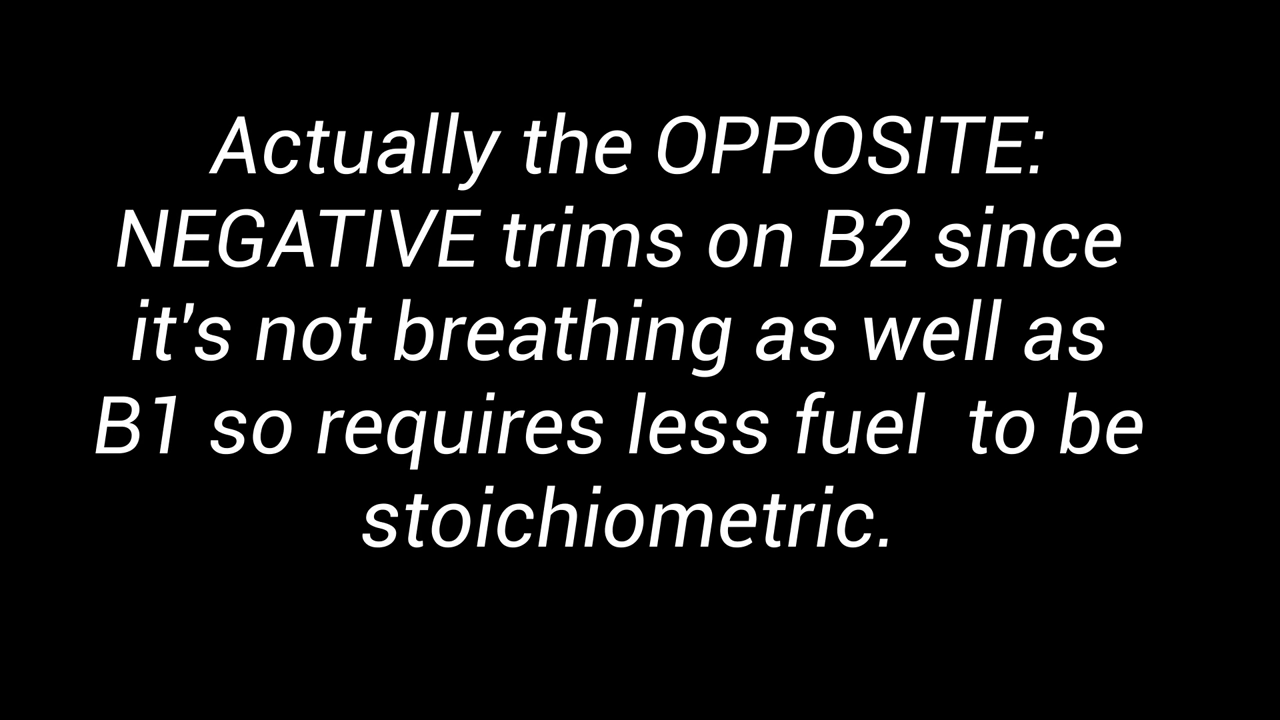 Actually the OPPOSITE:
NEGATIVE trims on B2 since
it's not breathing as well as
B1 so requires less fuel  to be
stoichiometric.